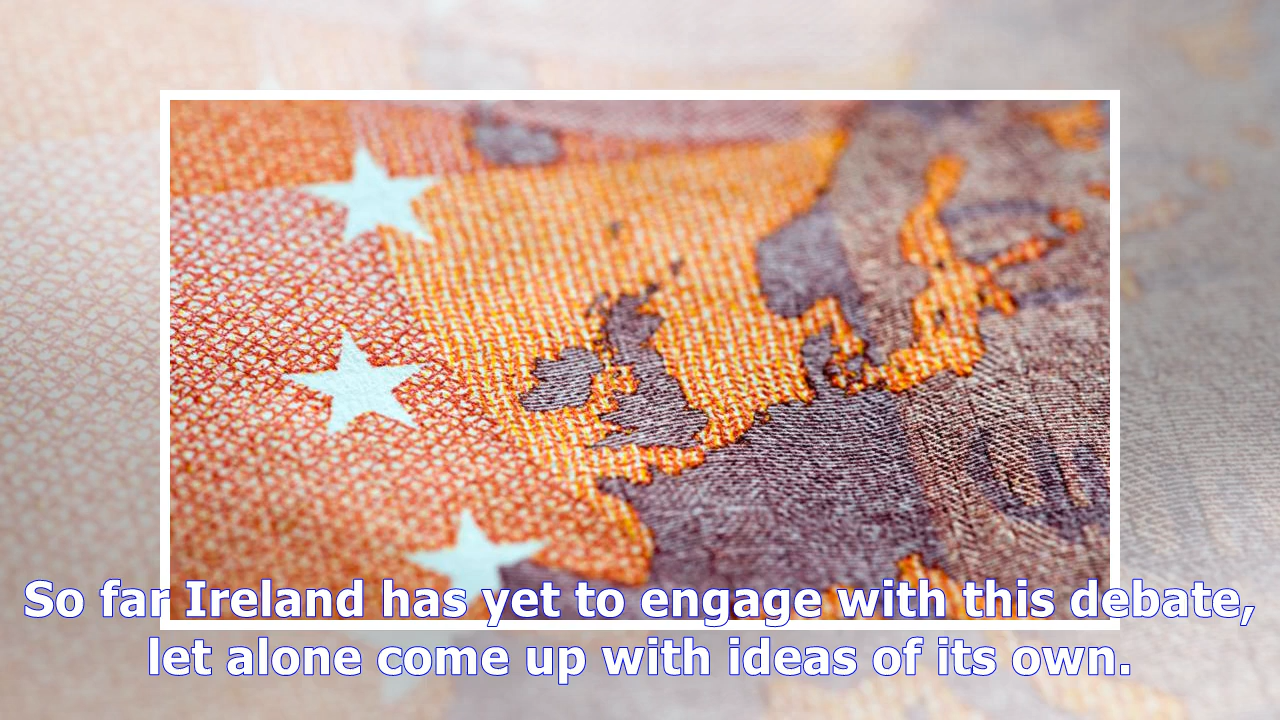 So far Ireland has yet to engage with this debate,
let alone come up with ideas of its own.